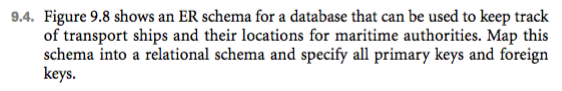 9.4. Figure 9.8 shows an ER schema for a database that can be used to keep track
of transport ships and their locations for maritime authorities. Map this
schema into a relational schema and specify all primary keys and foreign
keys.